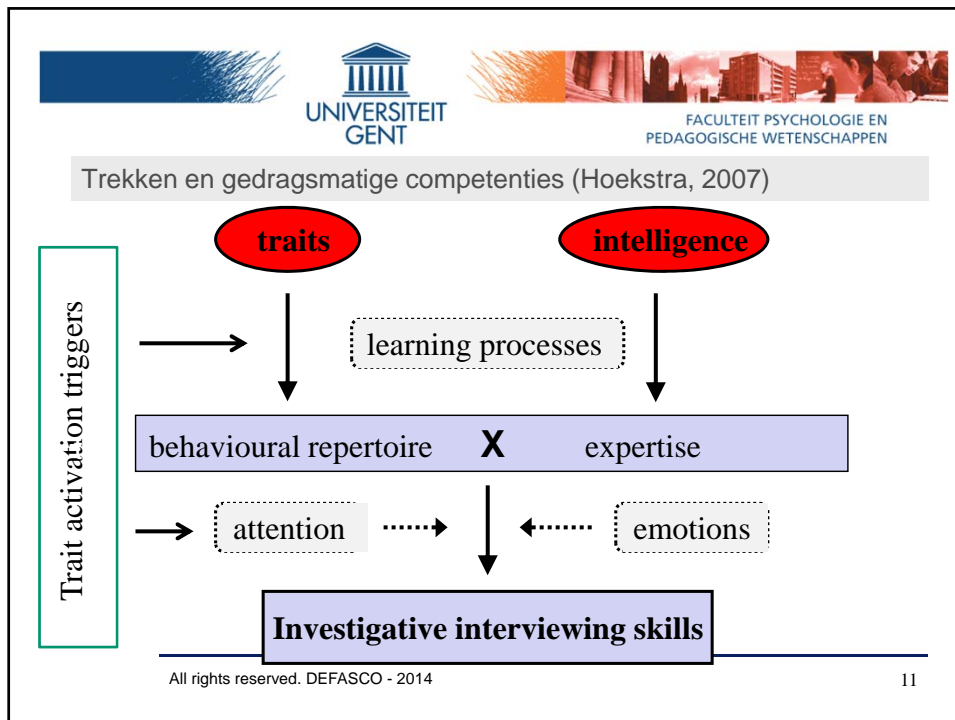 UNIVERSITEIT
GENT
FACULTEIT PSYCHOLOGIE EN
PEDAGOGISCHE WETENSCHAPPEN
Trekken en gedragsmatige competenties (Hoekstra, 2007)
traits
intelligence
Trait activation triggers
learning processes
behavioural repertoire X expertise
attention
emotions
Investigative interviewing skills
All rights reserved. DEFASCO - 2014
11